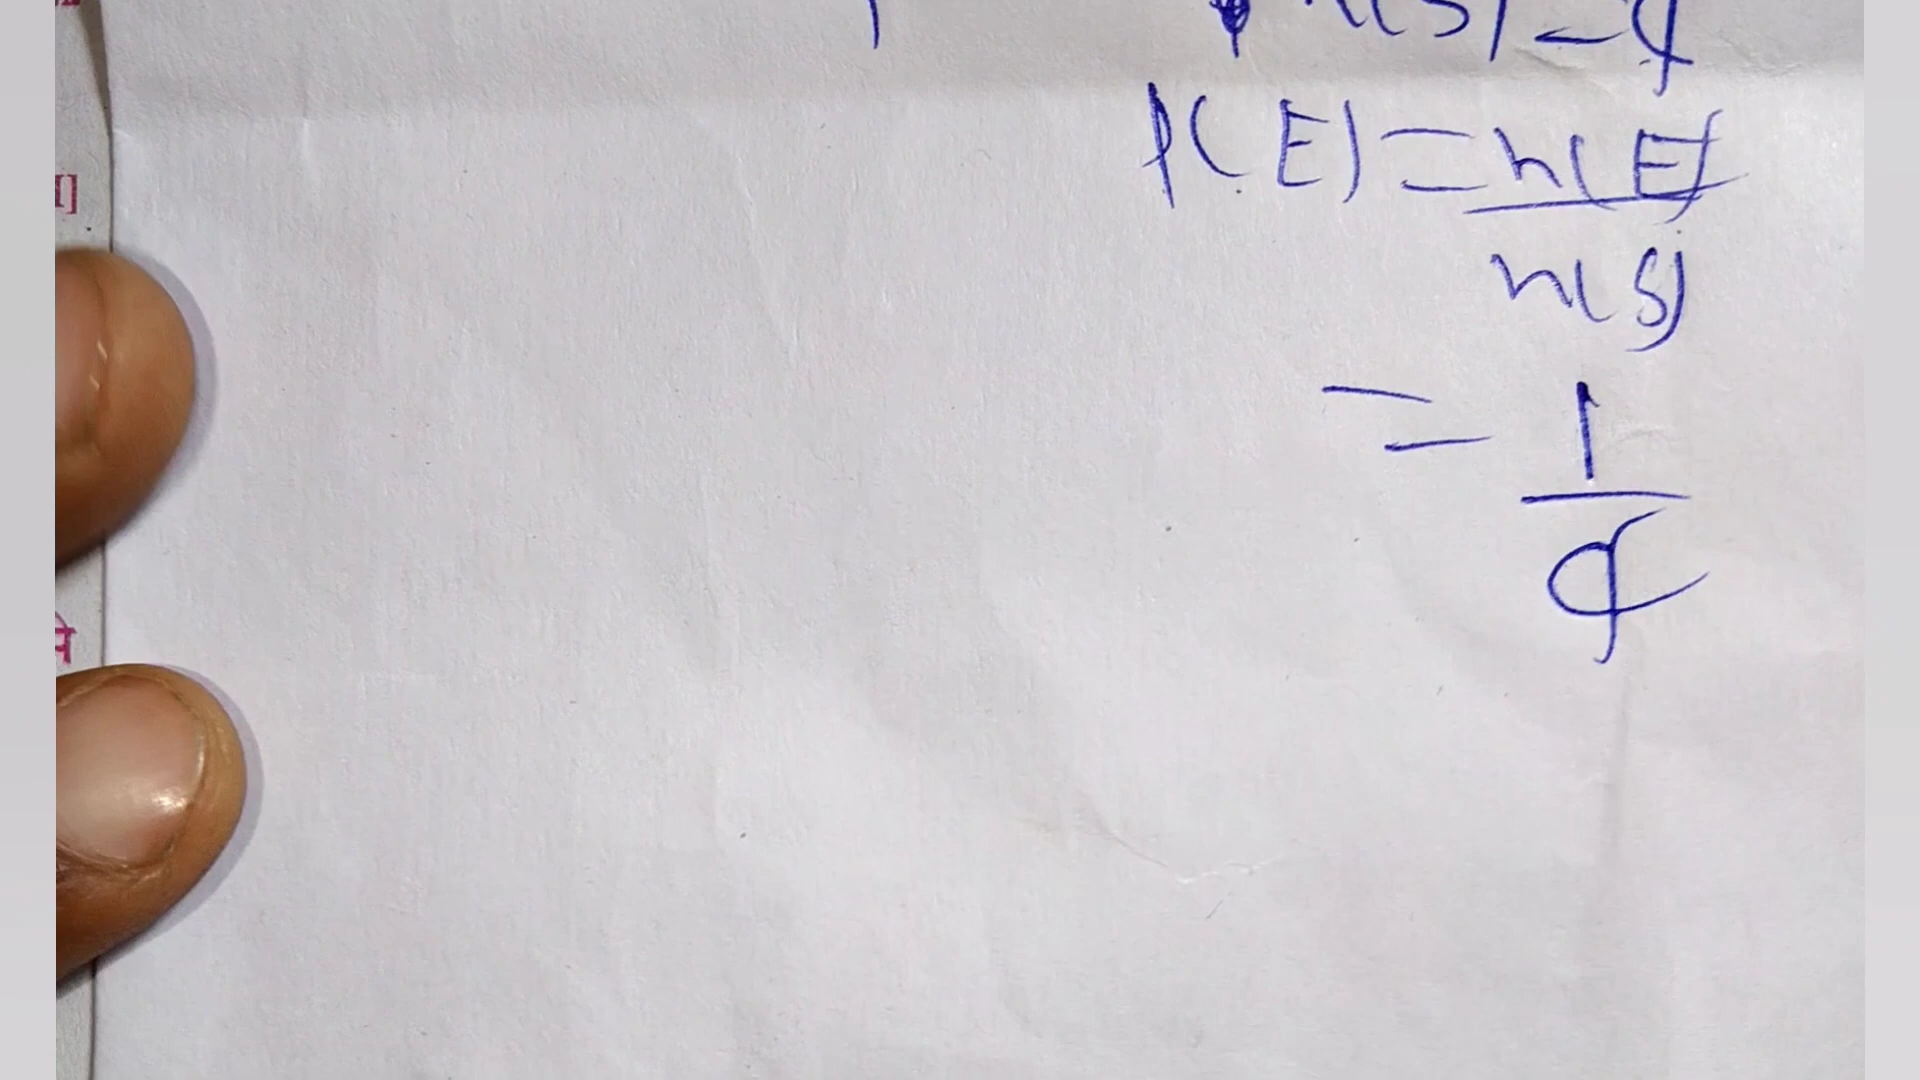 n(S) = 4
P(E) = n(E)
n(S)
= 1
4